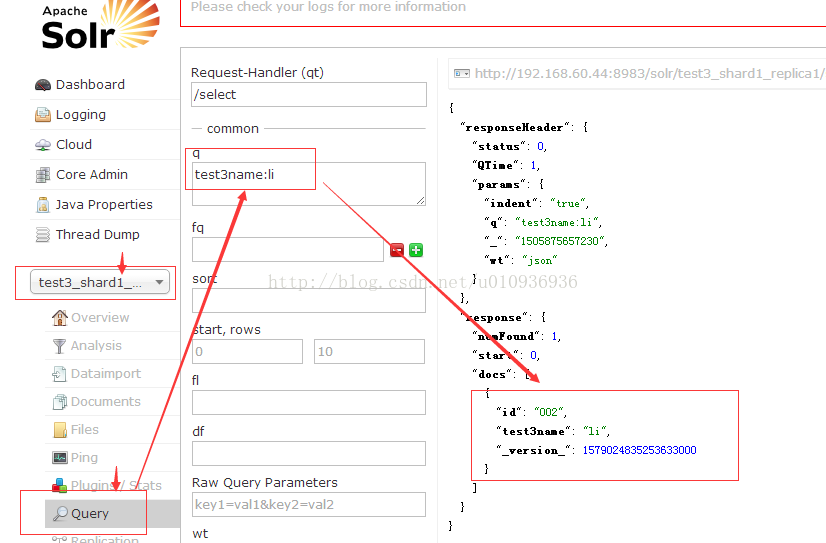 Apache
Solr
Please check your logs for more information
Dashboard
Logging
Cloud
Core Admin
Java Properties
Thread Dump
test3_shard1_...
Overview
Analysis
Dataimport
Documents
Files
Ping
Plugins / Stats
Query
Replication
Request-Handler (qt)
/select
common
q
test3name:li
fq
sort
start, rows
0
10
fl
df
Raw Query Parameters
key1=val1&key2=val2
wt
http://192.168.60.44:8983/solr/test3_shard1_replica1/
{
"responseHeader": {
"status": 0,
"QTime": 1,
"params": {
"indent": "true",
"q": "test3name:li",
"_": "1505875657230",
"wt": "json"
}
},
"response": {
"numFound": 1,
"start": 0,
"docs": [
{
"id": "002",
"test3name": "li",
"_version_": 1579024835253633000
}
]
}
}
http://blog.csdn.net/u010936936